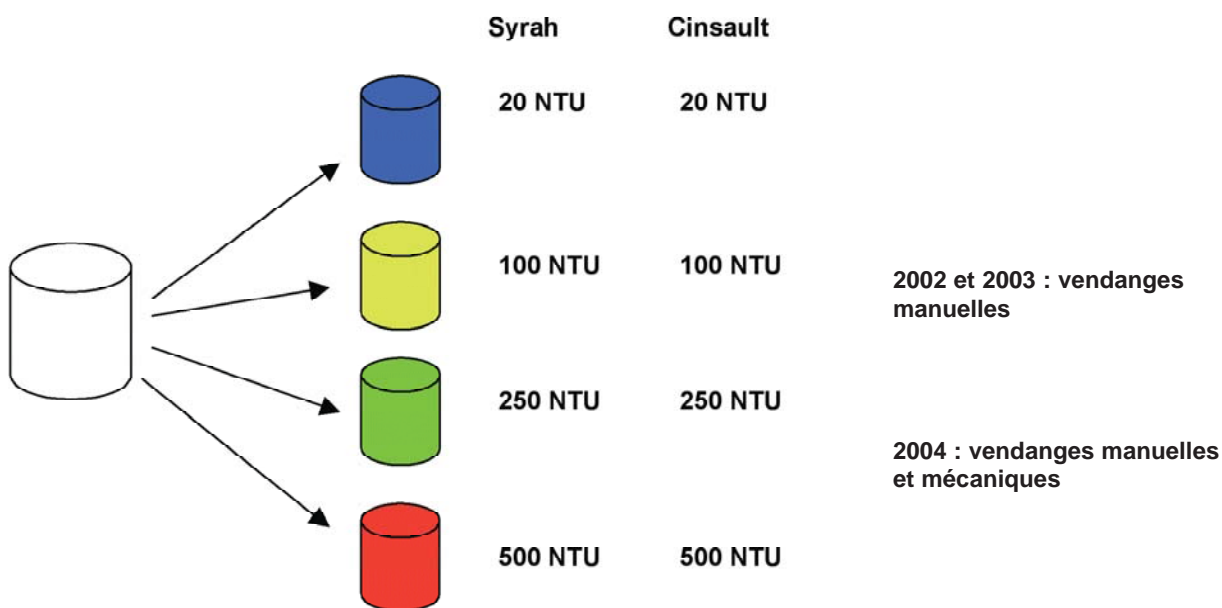 Syrah Cinsault
20 NTU 20 NTU
100 NTU 100 NTU
2002 et 2003 : vendanges
manuelles
250 NTU 250 NTU
2004 : vendanges manuelles
et mécaniques
500 NTU 500 NTU